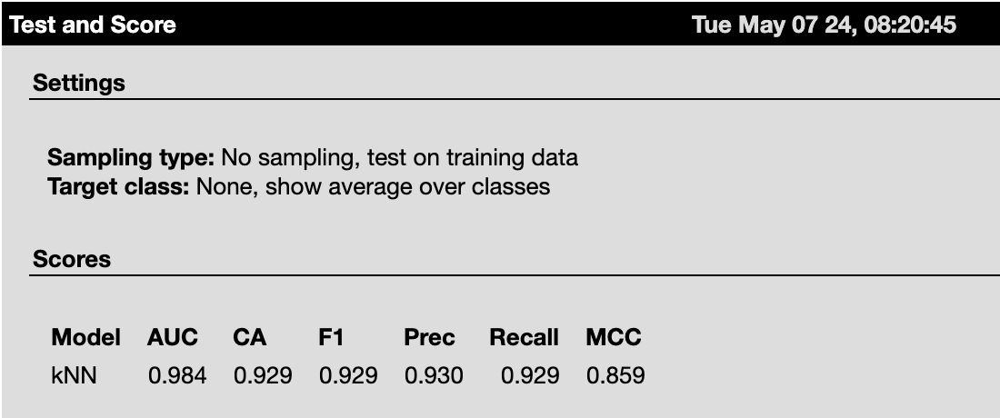 Test and Score Tue May 07 24, 08:20:45
Settings
Sampling type: No sampling, test on training data
Target class: None, show average over classes
Scores
Model AUC CA F1 Prec Recall MCC
kNN 0.984 0.929 0.929 0.930 0.929 0.859